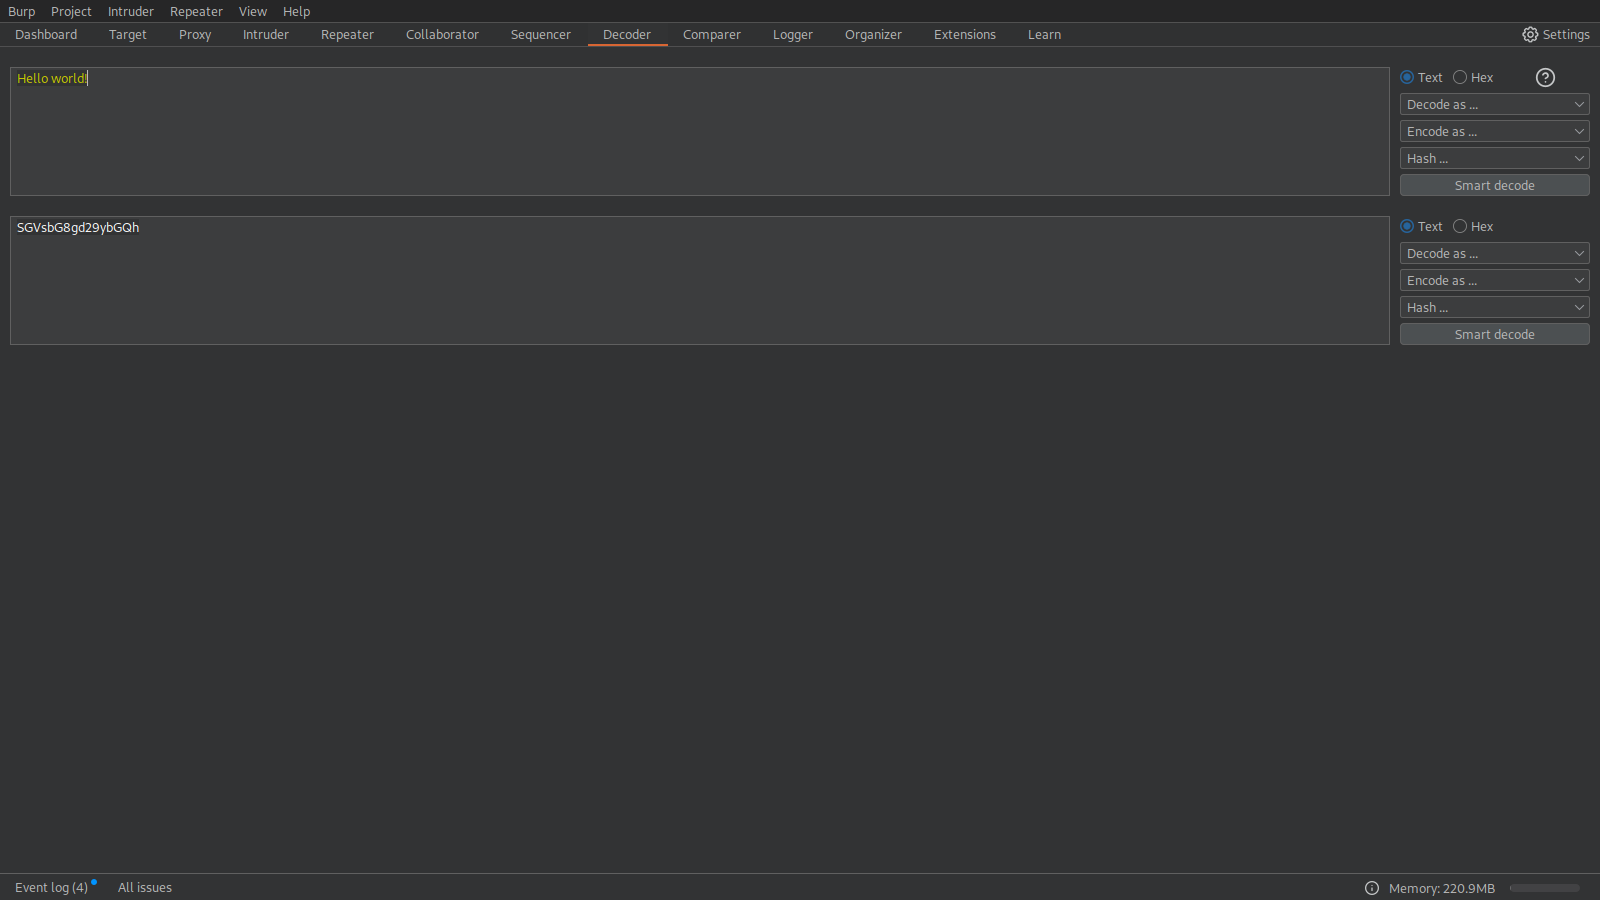 Burp Project Intruder Repeater View Help
Dashboard Target Proxy Intruder Repeater Collaborator Sequencer Decoder Comparer Logger Organizer Extensions Learn Settings
Hello world!
Text Hex ?
Decode as ...
Encode as ...
Hash ...
Smart decode
SGVsbG8gd29ybGQh
Text Hex
Decode as ...
Encode as ...
Hash ...
Smart decode
Event log (4) All issues Memory: 220.9MB